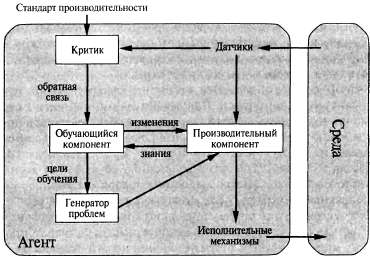 Стандарт производительности
Критик
Датчики
обратная
связь
Обучающийся
компонент
изменения
знания
Производительный
компонент
цели
обучения
Генератор
проблем
Исполнительные
механизмы
Агент
Среда